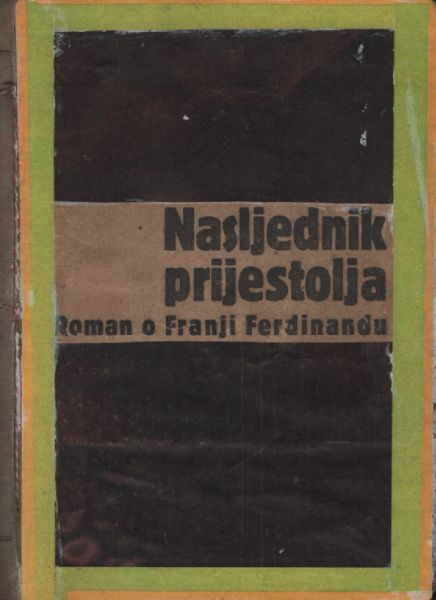 Nasljednik
prijestolja
Roman o Franji Ferdinandu